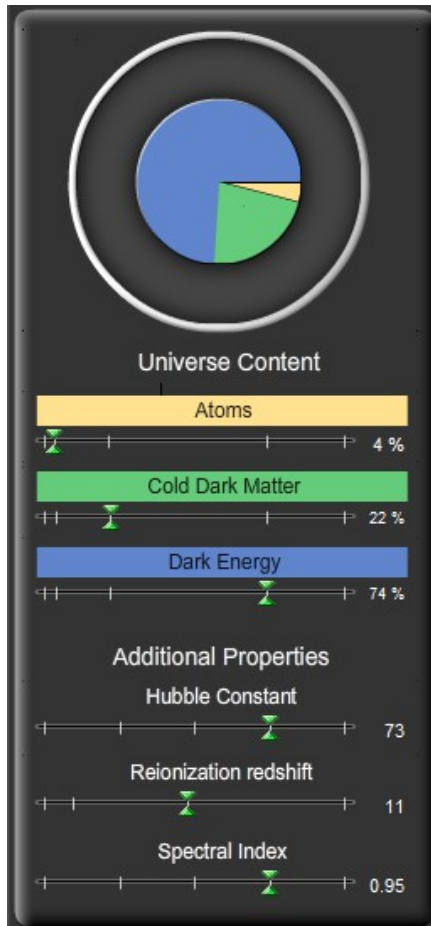 Universe Content
Atoms
4 %
Cold Dark Matter
22 %
Dark Energy
74 %
Additional Properties
Hubble Constant
73
Reionization redshift
11
Spectral Index
0.95